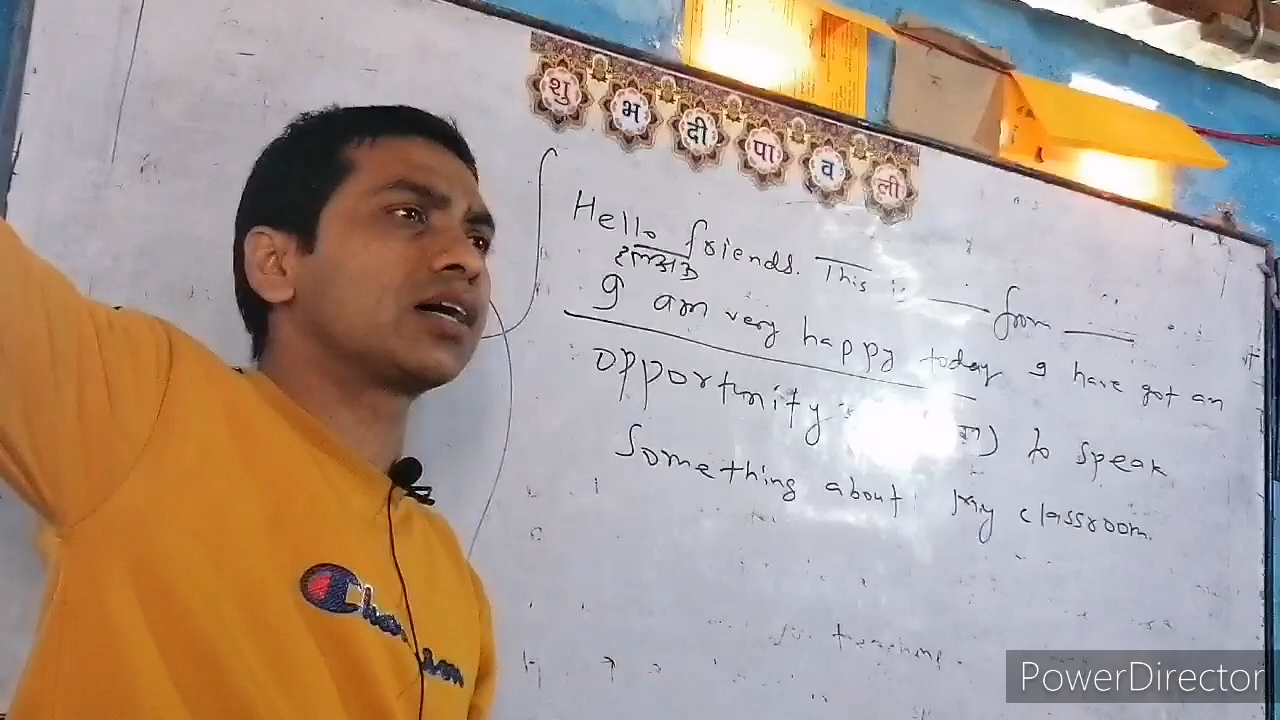 शु भ दी पा व ली
Hello friends. This is ——— from ———
I am very happy today I have got an
opportunity to speak
something about my classroom.
Champion
PowerDirector